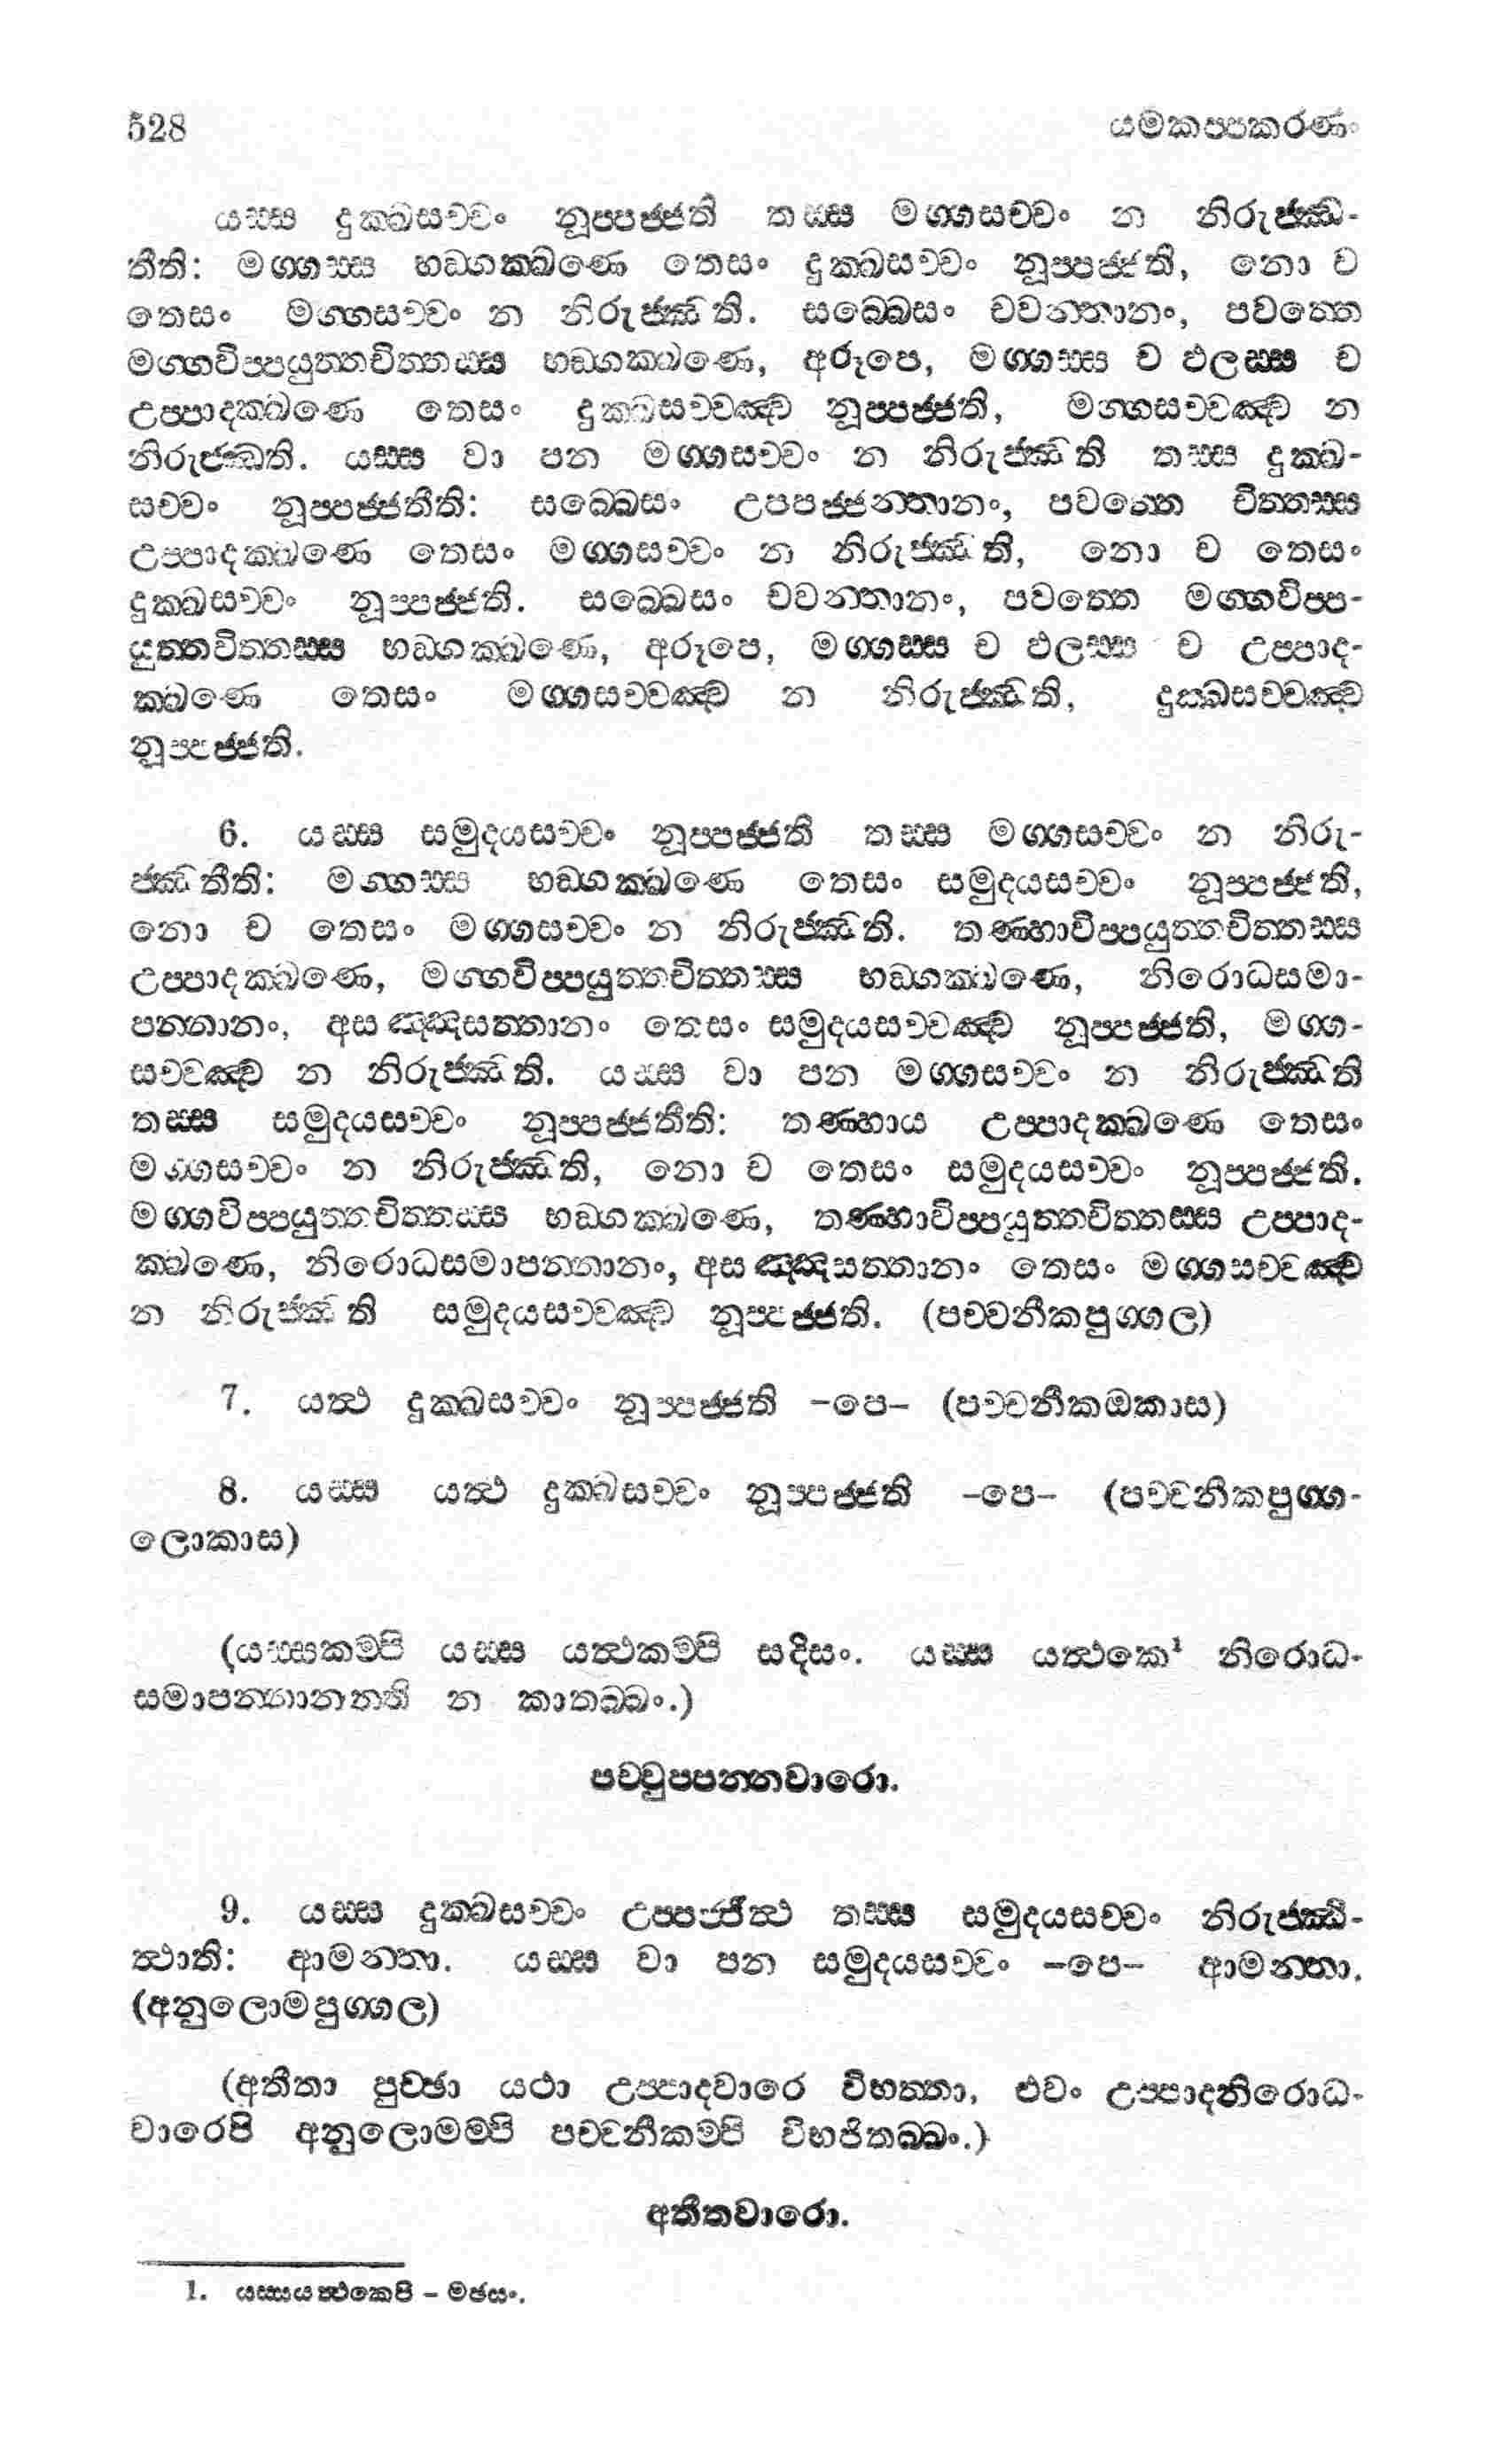 528 යමකප්පකරණං
යස්ස දුක්ඛසච්චං නූප්පජ්ජති තස්ස මග්ගසච්චං න නිරුජ්ඣ-
තීති: මග්ගස්ස භඞ්ගක්ඛණෙ තෙසං දුක්ඛසච්චං නූප්පජ්ජති, නො ච
තෙසං මග්ගසච්චං න නිරුජ්ඣති. සබ්බෙසං චවන්තානං, පවත්තෙ
මග්ගවිප්පයුත්තචිත්තස්ස භඞ්ගක්ඛණෙ, අරූපෙ, මග්ගස්ස ච ඵලස්ස ච
උප්පාදක්ඛණෙ තෙසං දුක්ඛසච්චඤ්ච නූප්පජ්ජති, මග්ගසච්චඤ්ච න
නිරුජ්ඣති. යස්ස වා පන මග්ගසච්චං න නිරුජ්ඣති තස්ස දුක්ඛ-
සච්චං නූප්පජ්ජතීති: සබ්බෙසං උපපජ්ජන්තානං, පවත්තෙ චිත්තස්ස
උප්පාදක්ඛණෙ තෙසං මග්ගසච්චං න නිරුජ්ඣති, නො ච තෙසං
දුක්ඛසච්චං නූප්පජ්ජති. සබ්බෙසං චවන්තානං, පවත්තෙ මග්ගවිප්ප-
යුත්තචිත්තස්ස භඞ්ගක්ඛණෙ, අරූපෙ, මග්ගස්ස ච ඵලස්ස ච උප්පාද-
ක්ඛණෙ තෙසං මග්ගසච්චඤ්ච න නිරුජ්ඣති, දුක්ඛසච්චඤ්ච
නූප්පජ්ජති.
6. යස්ස සමුදයසච්චං නූප්පජ්ජති තස්ස මග්ගසච්චං න නිරු-
ජ්ඣතීති: මග්ගස්ස භඞ්ගක්ඛණෙ තෙසං සමුදයසච්චං නූප්පජ්ජති,
නො ච තෙසං මග්ගසච්චං න නිරුජ්ඣති. තණ්හාවිප්පයුත්තචිත්තස්ස
උප්පාදක්ඛණෙ, මග්ගවිප්පයුත්තචිත්තස්ස භඞ්ගක්ඛණෙ, නිරොධසමා-
පන්නානං, අසඤ්ඤසත්තානං තෙසං සමුදයසච්චඤ්ච නූප්පජ්ජති, මග්ග-
සච්චඤ්ච න නිරුජ්ඣති. යස්ස වා පන මග්ගසච්චං න නිරුජ්ඣති
තස්ස සමුදයසච්චං නූප්පජ්ජතීති: තණ්හාය උප්පාදක්ඛණෙ තෙසං
මග්ගසච්චං න නිරුජ්ඣති, නො ච තෙසං සමුදයසච්චං නූප්පජ්ජති.
මග්ගවිප්පයුත්තචිත්තස්ස භඞ්ගක්ඛණෙ, තණ්හාවිප්පයුත්තචිත්තස්ස උප්පාද-
ක්ඛණෙ, නිරොධසමාපන්නානං, අසඤ්ඤසත්තානං තෙසං මග්ගසච්චඤ්ච
න නිරුජ්ඣති සමුදයසච්චඤ්ච නූප්පජ්ජති. (පච්චනීකපුග්ගල)
7. යත්ථ දුක්ඛසච්චං නූප්පජ්ජති –පෙ– (පච්චනීකඔකාස)
8. යස්ස යත්ථ දුක්ඛසච්චං නූප්පජ්ජති –පෙ– (පච්චනිකපුග්ග-
ලොකාස)
(යස්සකම්පි යස්ස යත්ථකම්පි සදිසං. යස්ස යත්ථකෙ¹ නිරොධ-
සමාපන්නානන්ති න කාතබ්බං.)
පච්චුප්පන්නවාරො.
9. යස්ස දුක්ඛසච්චං උප්පජ්ජිත්ථ තස්ස සමුදයසච්චං නිරුජ්ඣි-
ත්ථාති: ආමන්තා. යස්ස වා පන සමුදයසච්චං –පෙ– ආමන්තා.
(අනුලොමපුග්ගල)
(අතීතා පුච්ඡා යථා උප්පාදවාරෙ විභත්තා, එවං උප්පාදනිරොධ-
වාරෙපි අනුලොමම්පි පච්චනීකම්පි විභජිතබ්බං.)
අතීතවාරො.
1. යස්සයත්ථකෙපි – මජසං.